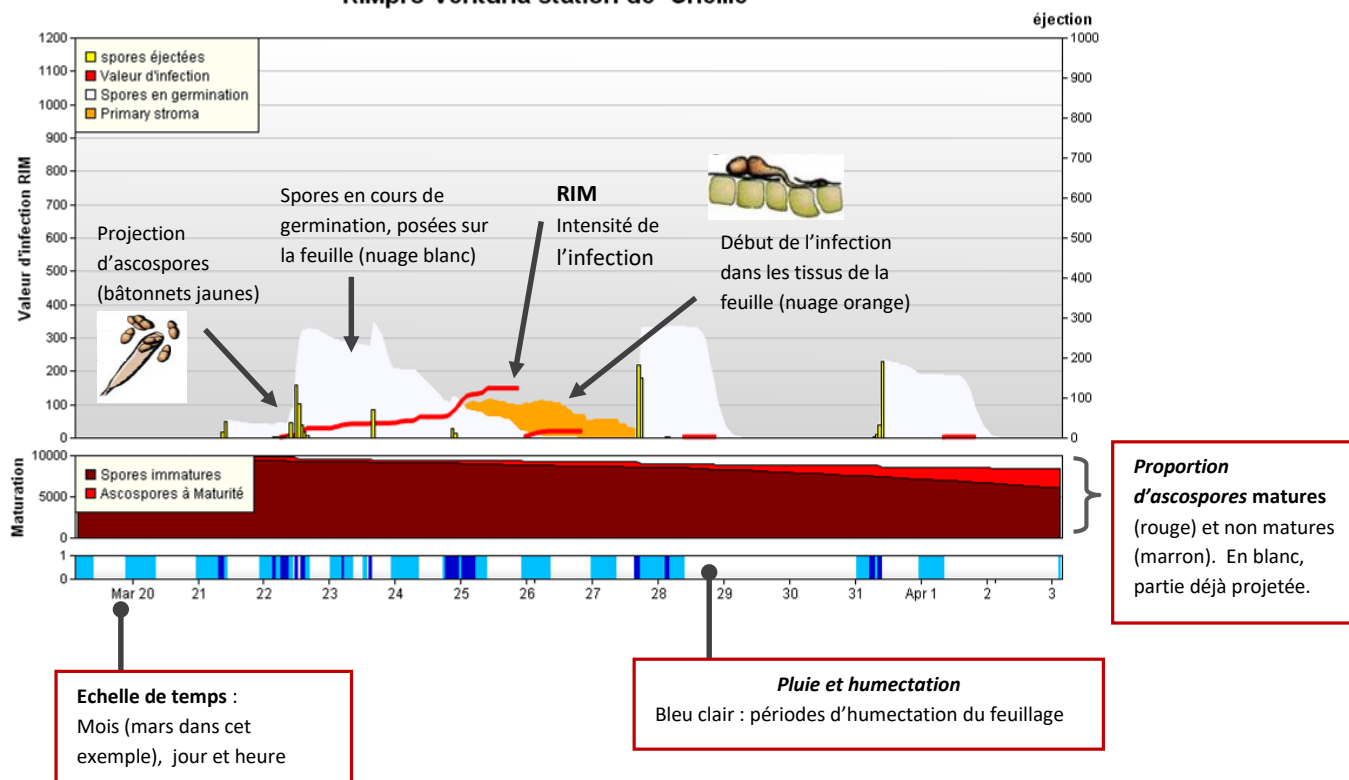 éjection
1200
1100
1000
900
800
700
600
500
400
300
200
100
0
Valeur d'infection RIM
1000
900
800
700
600
500
400
300
200
100
0
spores éjectées
Valeur d'infection
Spores en germination
Primary stroma
Projection
d'ascospores
(bâtonnets jaunes)
Spores en cours de
germination, posées sur
la feuille (nuage blanc)
RIM
Intensité de
l'infection
Début de l'infection
dans les tissus de la
feuille (nuage orange)
Maturation
10000
5000
0
Spores immatures
Ascospores à Maturité
1
0
Mar 20 21 22 23 24 25 26 27 28 29 30 31 Apr 1 2 3
Proportion
d'ascospores matures
(rouge) et non matures
(marron). En blanc,
partie déjà projetée.
Echelle de temps :
Mois (mars dans cet
exemple), jour et heure
Pluie et humectation
Bleu clair : périodes d'humectation du feuillage